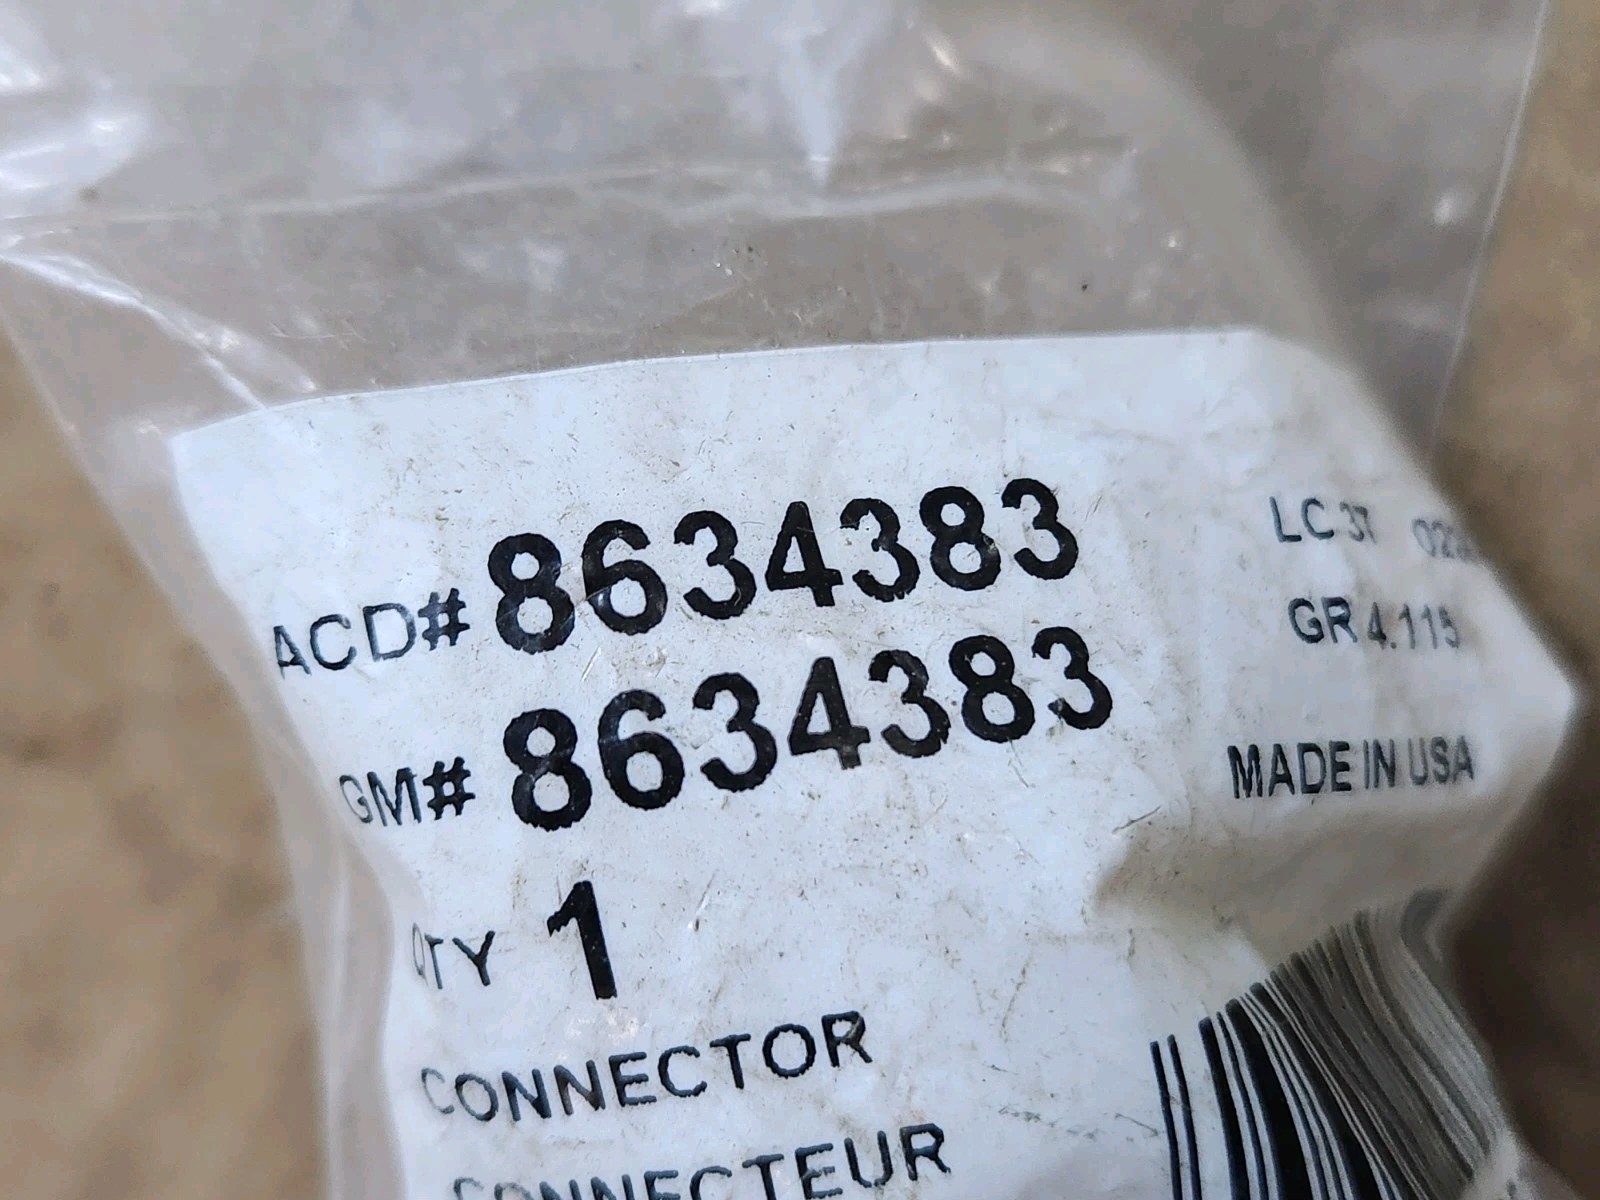 ACD# 8634383
LC 37
GM# 8634383
GR 4.115
MADE IN USA
QTY 1
CONNECTOR
CONNECTEUR